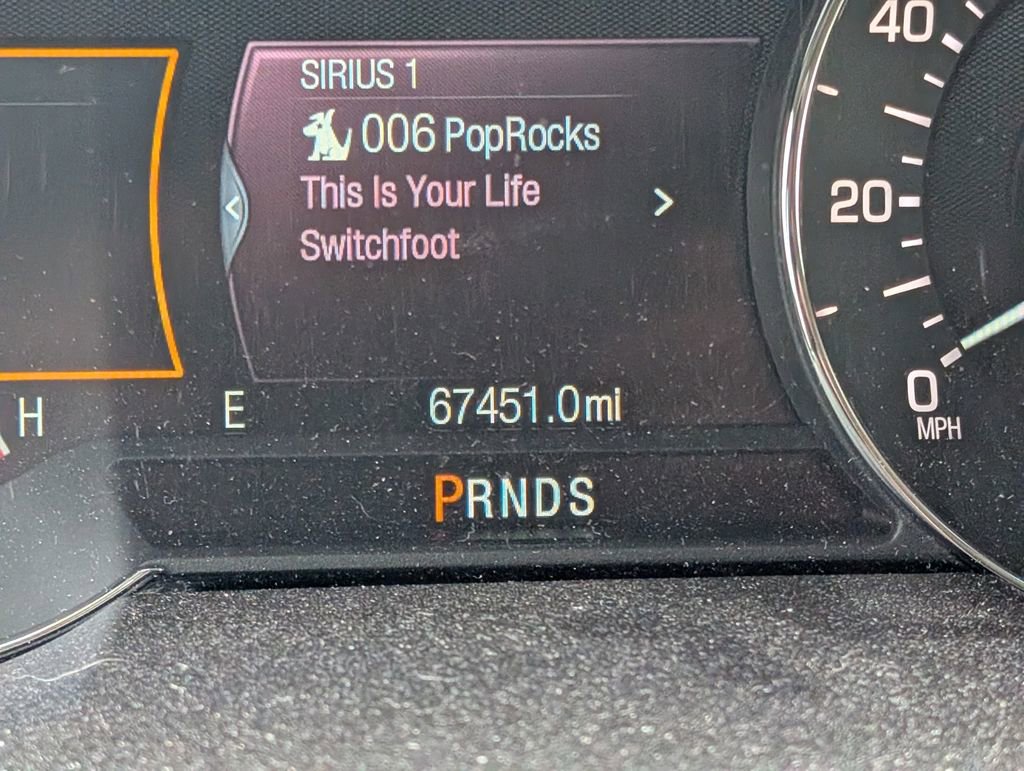 SIRIUS 1
006 PopRocks
This Is Your Life
Switchfoot
40
20
0
MPH
H
E
67451.0mi
PRNDS